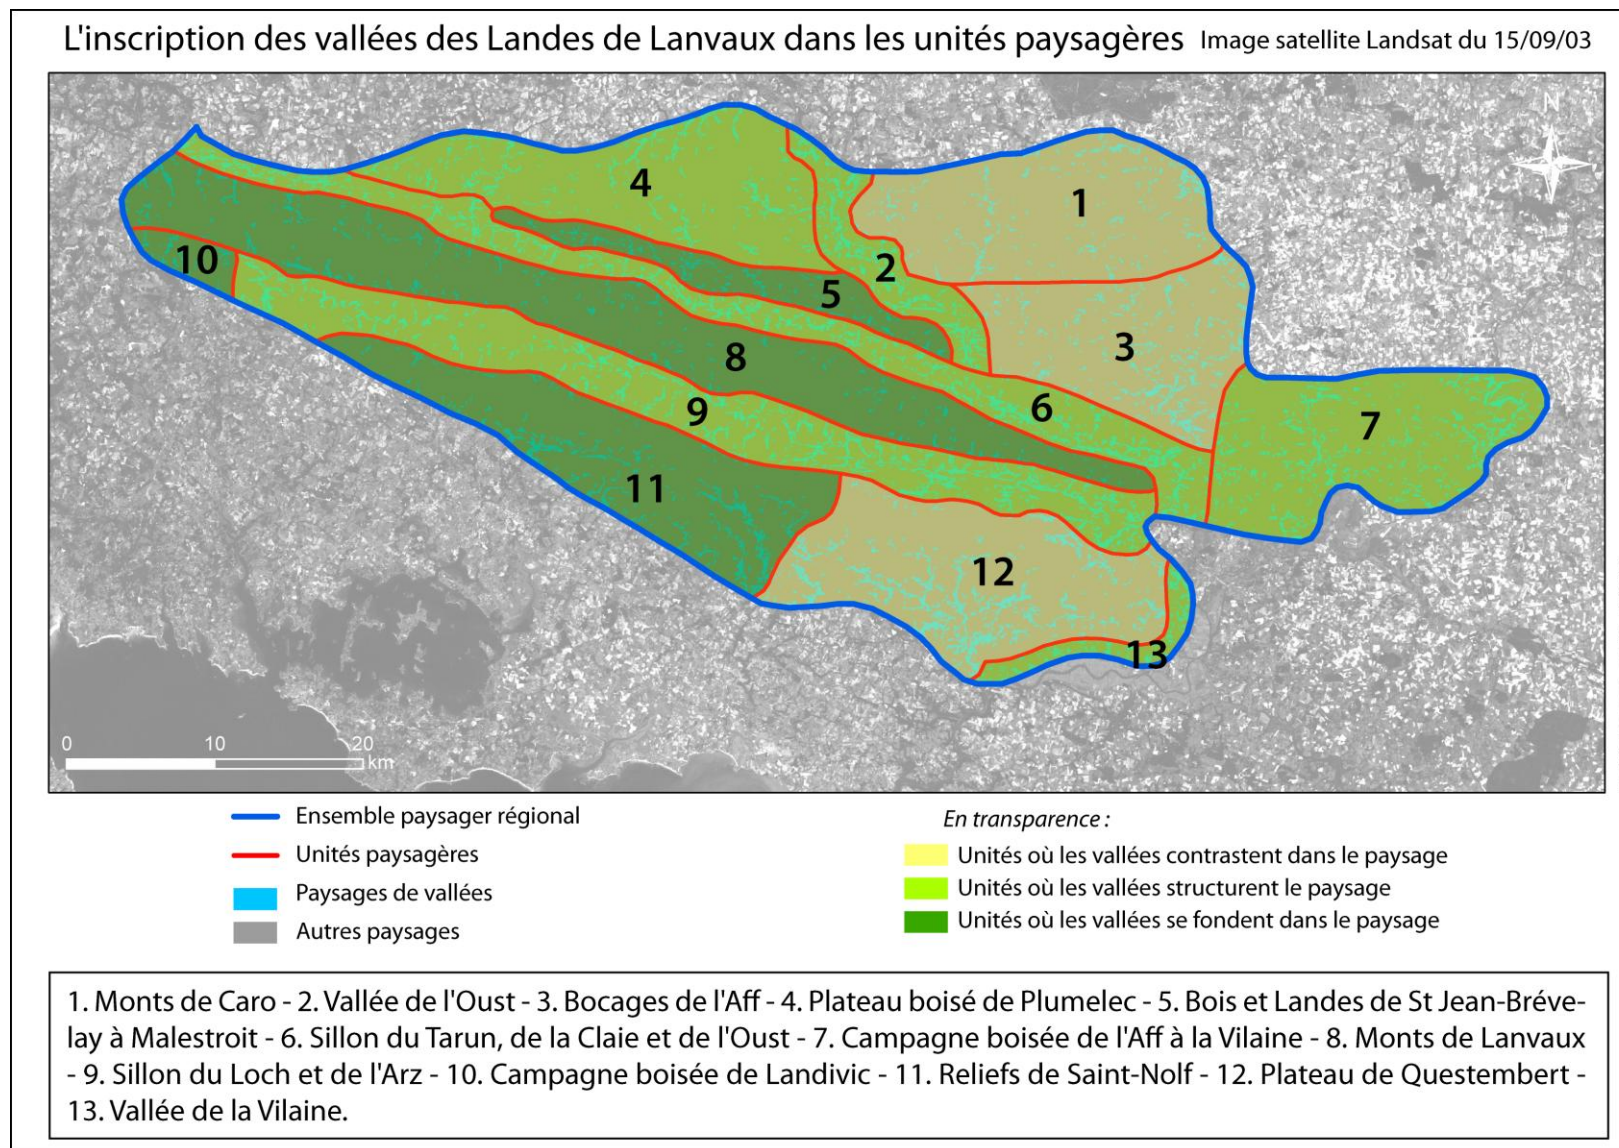 L'inscription des vallées des Landes de Lanvaux dans les unités paysagères Image satellite Landsat du 15/09/03
N
4
1
10
2
5
3
8
6
9
7
11
12
13
0 10 20
km
Ensemble paysager régional
Unités paysagères
Paysages de vallées
Autres paysages
En transparence :
Unités où les vallées contrastent dans le paysage
Unités où les vallées structurent le paysage
Unités où les vallées se fondent dans le paysage
1. Monts de Caro - 2. Vallée de l'Oust - 3. Bocages de l'Aff - 4. Plateau boisé de Plumelec - 5. Bois et Landes de St Jean-Bréve-
lay à Malestroit - 6. Sillon du Tarun, de la Claie et de l'Oust - 7. Campagne boisée de l'Aff à la Vilaine - 8. Monts de Lanvaux
- 9. Sillon du Loch et de l'Arz - 10. Campagne boisée de Landivic - 11. Reliefs de Saint-Nolf - 12. Plateau de Questembert -
13. Vallée de la Vilaine.